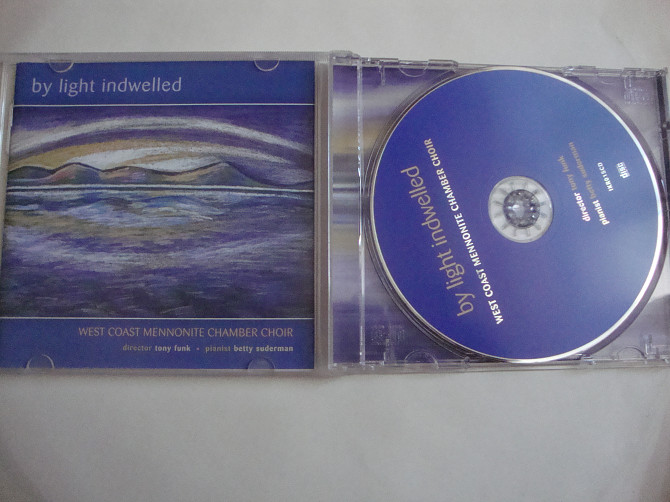 by light indwelled
WEST COAST MENNONITE CHAMBER CHOIR
director tony funk • pianist betty suderman
by light indwelled
WEST COAST MENNONITE CHAMBER CHOIR
director tony funk
pianist betty suderman